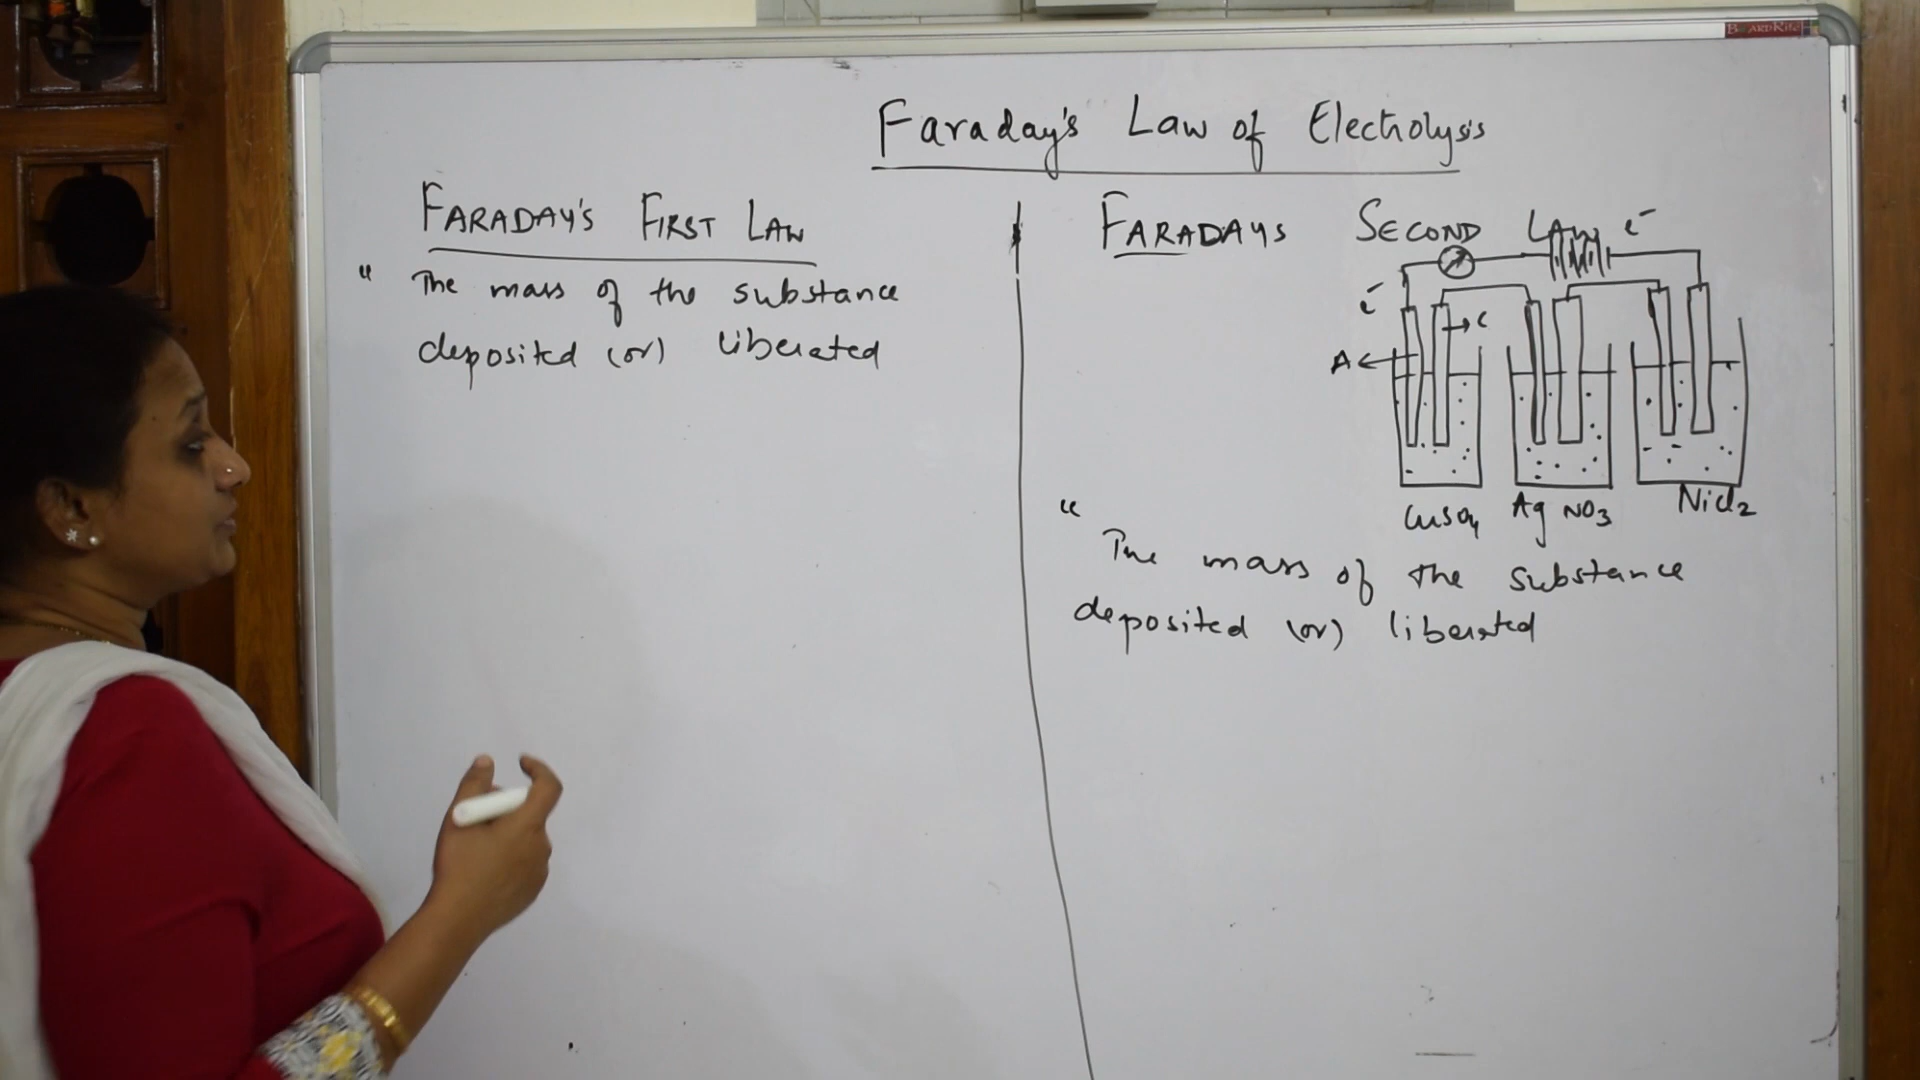 BOARDKiTe
Faraday's Law of Electrolysis
FARADAY'S FIRST LAW
" The mass of the substance
deposited (or) liberated
FARADAYS SECOND LAW
e⁻
e⁻
C
A
CuSO4 AgNO3 NiCl2
" The mass of the substance
deposited (or) liberated